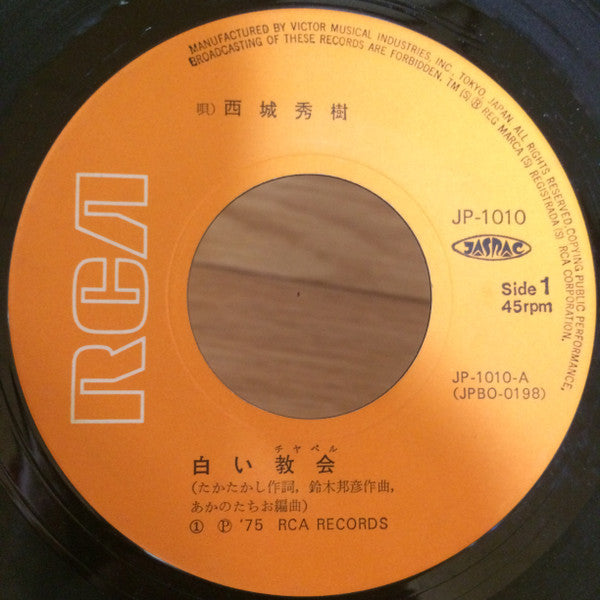 MANUFACTURED BY VICTOR MUSICAL INDUSTRIES, INC., TOKYO, JAPAN. ALL RIGHTS RESERVED. COPYING PUBLIC PERFORMANCE,
BROADCASTING OF THESE RECORDS ARE FORBIDDEN. TM.(S) ® REG MARCA (S) REGISTRADA (S) RCA CORPORATION.
唄) 西城秀樹
RCA
JP-1010
JASRAC
Side 1
45rpm
JP-1010-A
(JPBO-0198)
チャペル
白い教会
(たかたかし作詞, 鈴木邦彦作曲,
あかのたちお編曲)
① Ⓟ '75 RCA RECORDS